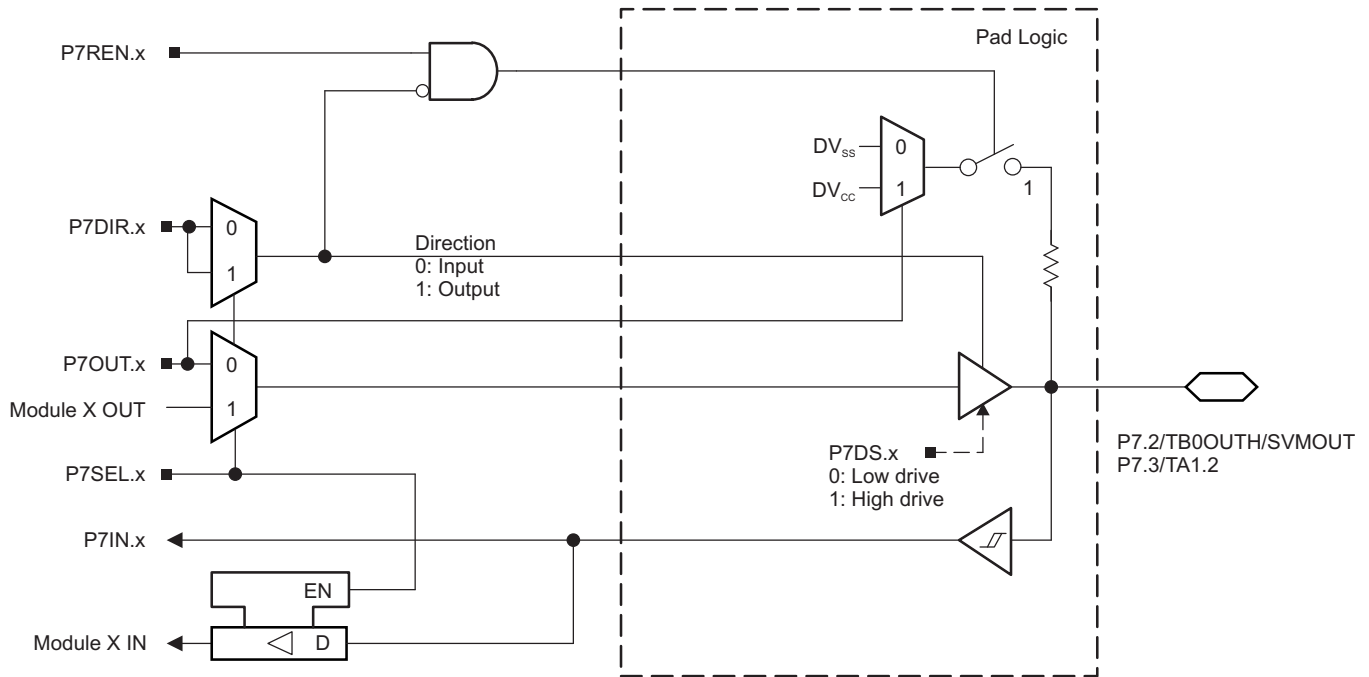 Pad Logic
P7REN.x
DVSS
0
DVCC
1
1
P7DIR.x
0
1
Direction
0: Input
1: Output
P7OUT.x
0
Module X OUT
1
P7DS.x
0: Low drive
1: High drive
P7.2/TB0OUTH/SVMOUT
P7.3/TA1.2
P7SEL.x
P7IN.x
EN
Module X IN
D